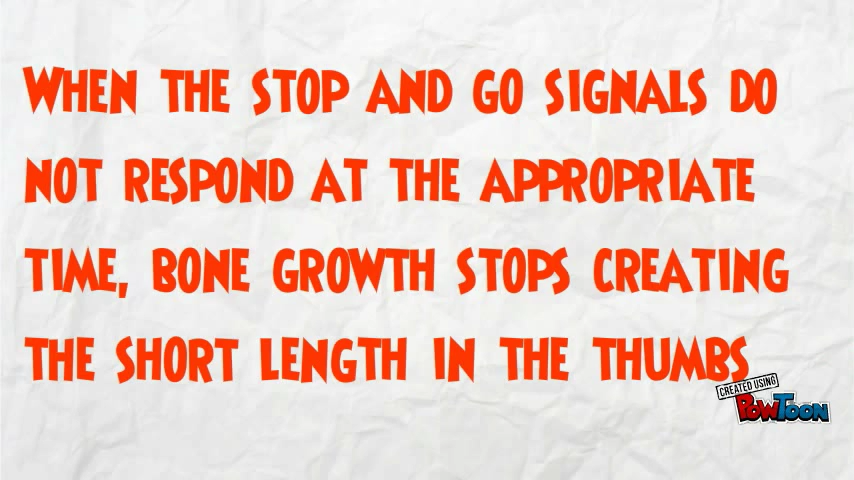 WHEN THE STOP AND GO SIGNALS DO
NOT RESPOND AT THE APPROPRIATE
TIME, BONE GROWTH STOPS CREATING
THE SHORT LENGTH IN THE THUMBS
CREATED USING
POWTOON